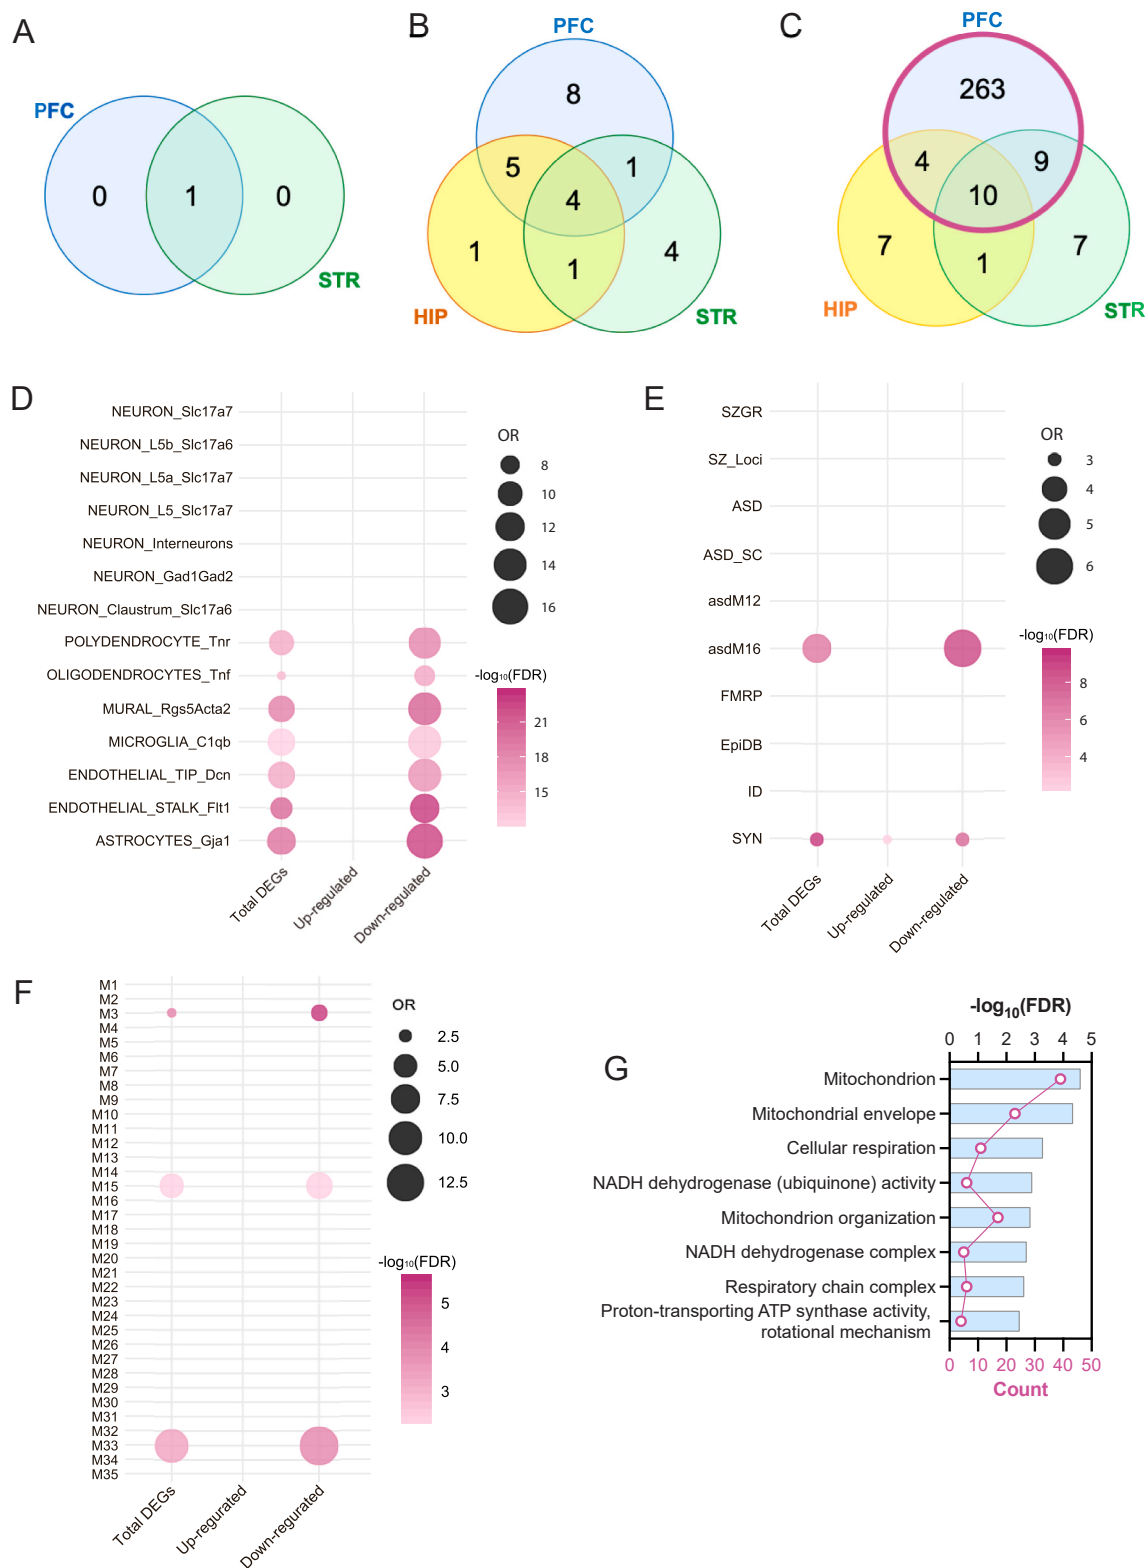 A
PFC
0
1
0
STR
B
PFC
8
5
1
4
1
1
4
HIP
STR
C
PFC
263
4
9
10
7
1
7
HIP
STR
D
NEURON_Slc17a7
NEURON_L5b_Slc17a6
NEURON_L5a_Slc17a7
NEURON_L5_Slc17a7
NEURON_Interneurons
NEURON_Gad1Gad2
NEURON_Claustrum_Slc17a6
POLYDENDROCYTE_Tnr
OLIGODENDROCYTES_Tnf
MURAL_Rgs5Acta2
MICROGLIA_C1qb
ENDOTHELIAL_TIP_Dcn
ENDOTHELIAL_STALK_Flt1
ASTROCYTES_Gja1
Total DEGs
Up-regulated
Down-regulated
OR
8
10
12
14
16
-log₁₀(FDR)
21
18
15
E
SZGR
SZ_Loci
ASD
ASD_SC
asdM12
asdM16
FMRP
EpiDB
ID
SYN
Total DEGs
Up-regulated
Down-regulated
OR
3
4
5
6
-log₁₀(FDR)
8
6
4
F
M1
M2
M3
M4
M5
M6
M7
M8
M9
M10
M11
M12
M13
M14
M15
M16
M17
M18
M19
M20
M21
M22
M23
M24
M25
M26
M27
M28
M29
M30
M31
M32
M33
M34
M35
Total DEGs
Up-regurated
Down-regurated
OR
2.5
5.0
7.5
10.0
12.5
-log₁₀(FDR)
5
4
3
G
-log₁₀(FDR)
0 1 2 3 4 5
Mitochondrion
Mitochondrial envelope
Cellular respiration
NADH dehydrogenase (ubiquinone) activity
Mitochondrion organization
NADH dehydrogenase complex
Respiratory chain complex
Proton-transporting ATP synthase activity,
rotational mechanism
0 10 20 30 40 50
Count